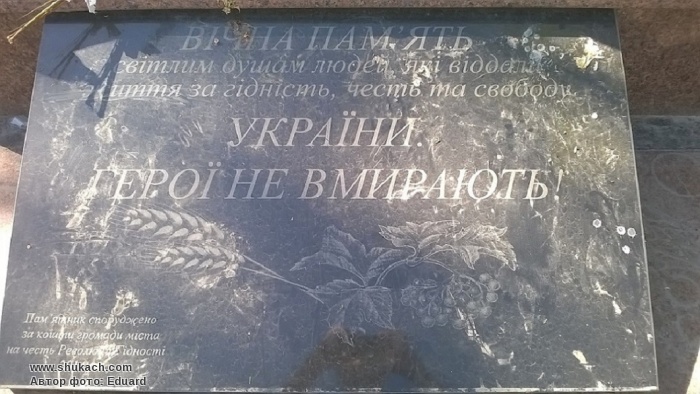 ВІЧНА ПАМ'ЯТЬ
світлим душам людей, які віддали
життя за гідність, честь та свободу
УКРАЇНИ.
ГЕРОЇ НЕ ВМИРАЮТЬ!
Пам'ятник споруджено
за кошти громади міста
на честь Революції Гідності
www.shukach.com
Автор фото: Eduard